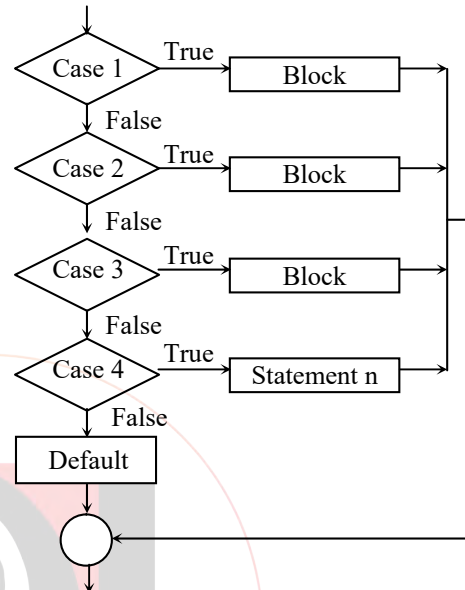 True
Case 1
Block
False
True
Case 2
Block
False
True
Case 3
Block
False
True
Case 4
Statement n
False
Default